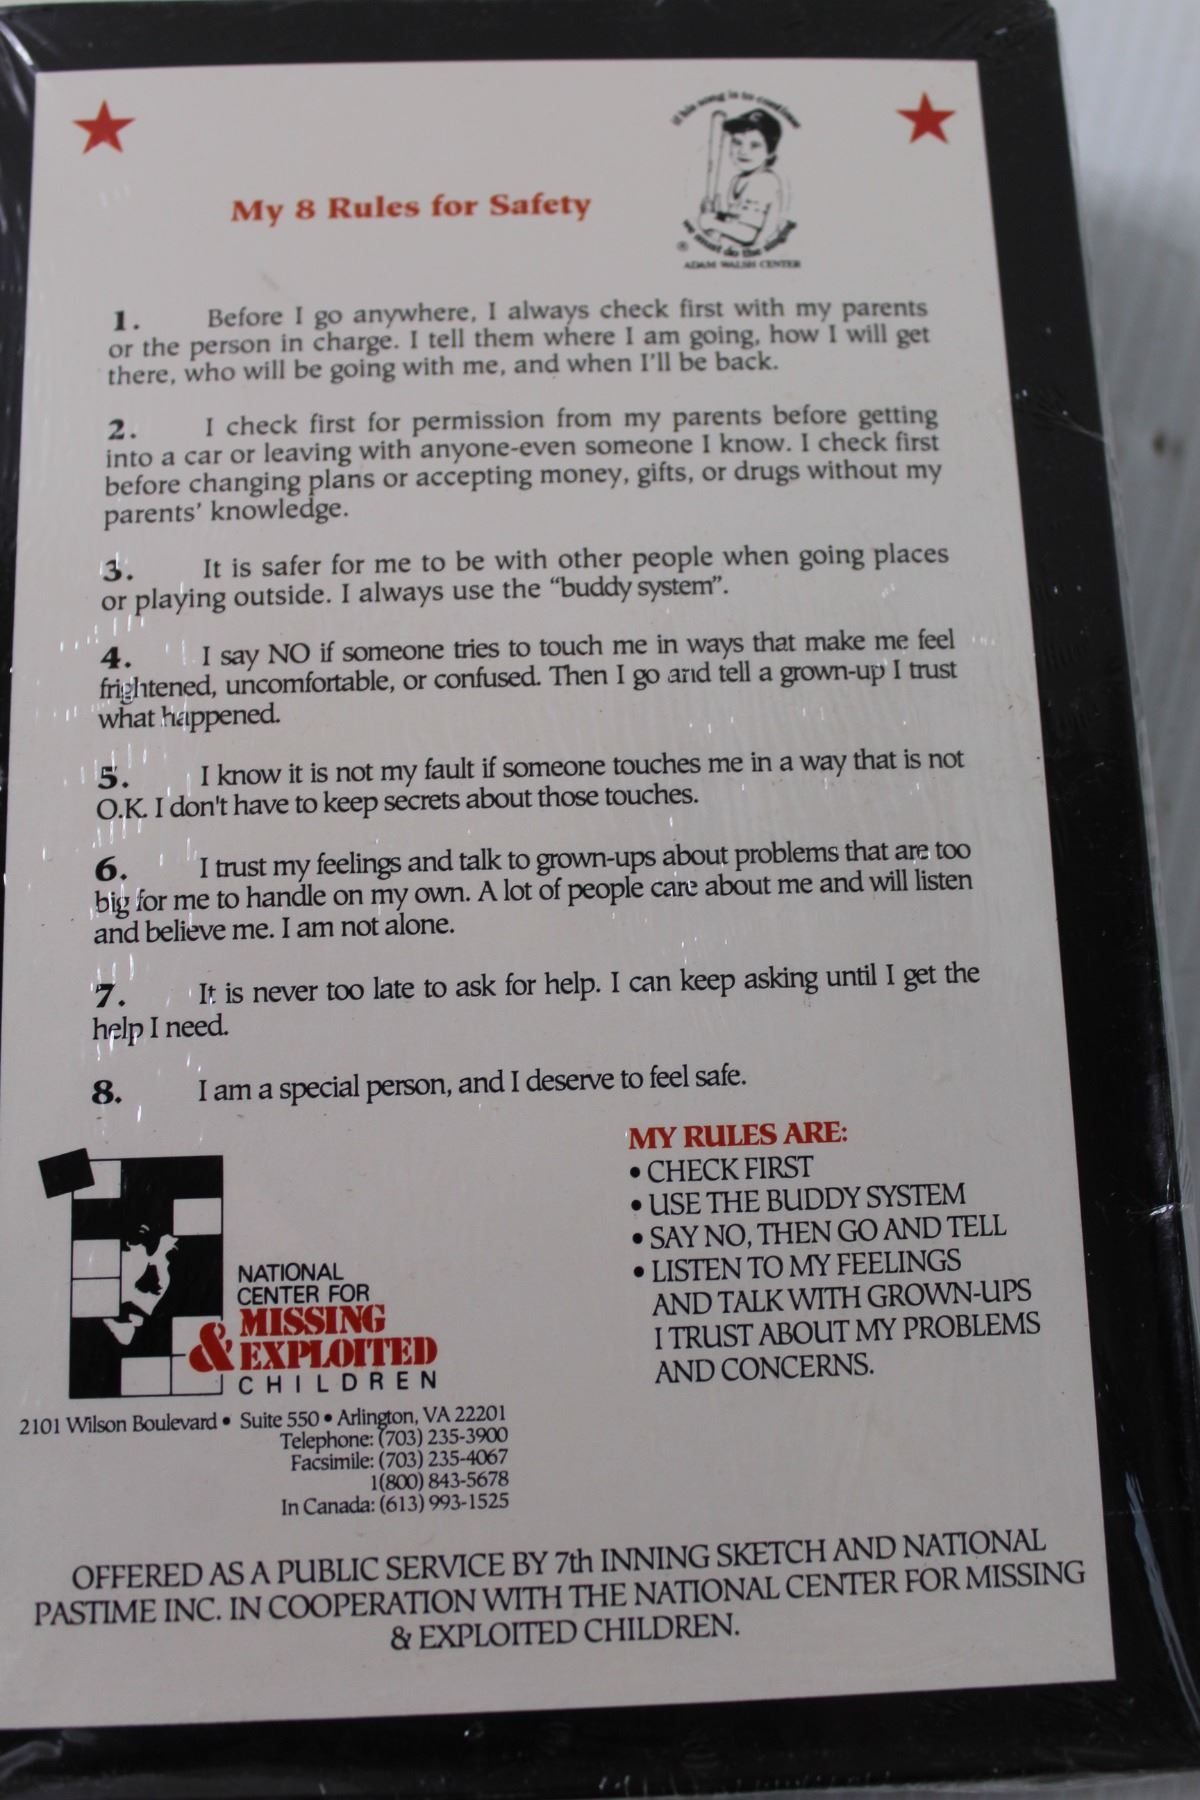 If his song is to continue
we must do the singing
®
ADAM WALSH CENTER
My 8 Rules for Safety
1. Before I go anywhere, I always check first with my parents
or the person in charge. I tell them where I am going, how I will get
there, who will be going with me, and when I'll be back.
2. I check first for permission from my parents before getting
into a car or leaving with anyone-even someone I know. I check first
before changing plans or accepting money, gifts, or drugs without my
parents' knowledge.
3. It is safer for me to be with other people when going places
or playing outside. I always use the “buddy system”.
4. I say NO if someone tries to touch me in ways that make me feel
frightened, uncomfortable, or confused. Then I go and tell a grown-up I trust
what happened.
5. I know it is not my fault if someone touches me in a way that is not
O.K. I don't have to keep secrets about those touches.
6. I trust my feelings and talk to grown-ups about problems that are too
big for me to handle on my own. A lot of people care about me and will listen
and believe me. I am not alone.
7. It is never too late to ask for help. I can keep asking until I get the
help I need.
8. I am a special person, and I deserve to feel safe.
MY RULES ARE:
• CHECK FIRST
• USE THE BUDDY SYSTEM
• SAY NO, THEN GO AND TELL
• LISTEN TO MY FEELINGS
AND TALK WITH GROWN-UPS
I TRUST ABOUT MY PROBLEMS
AND CONCERNS.
NATIONAL
CENTER FOR
MISSING
& EXPLOITED
CHILDREN
2101 Wilson Boulevard • Suite 550 • Arlington, VA 22201
Telephone: (703) 235-3900
Facsimile: (703) 235-4067
1(800) 843-5678
In Canada: (613) 993-1525
OFFERED AS A PUBLIC SERVICE BY 7th INNING SKETCH AND NATIONAL
PASTIME INC. IN COOPERATION WITH THE NATIONAL CENTER FOR MISSING
& EXPLOITED CHILDREN.